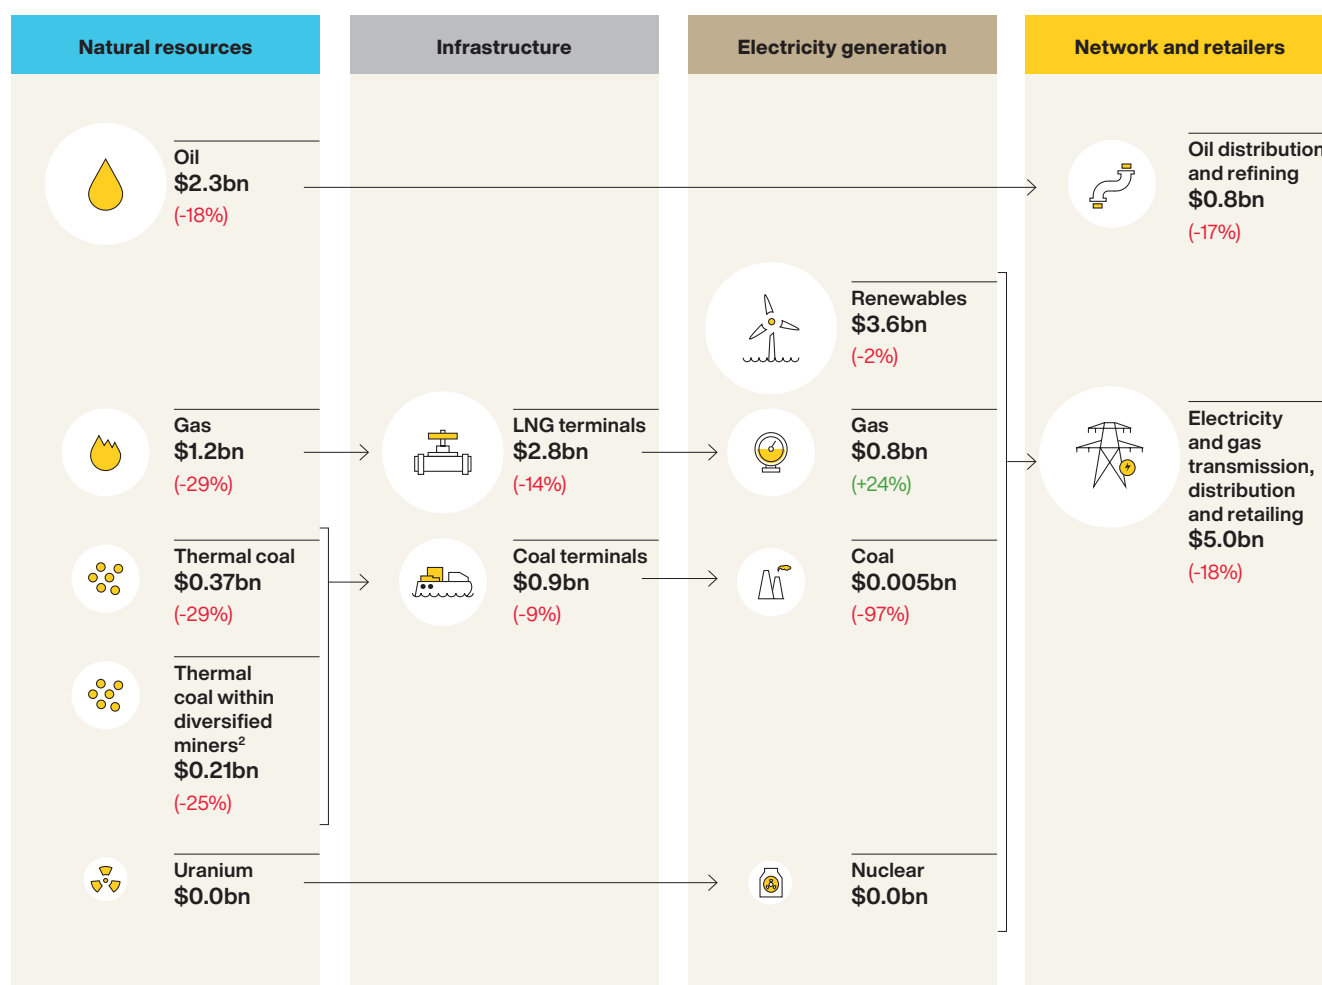 Natural resources
Infrastructure
Electricity generation
Network and retailers
Oil
$2.3bn
(-18%)
Oil distribution
and refining
$0.8bn
(-17%)
Renewables
$3.6bn
(-2%)
Gas
$1.2bn
(-29%)
LNG terminals
$2.8bn
(-14%)
Gas
$0.8bn
(+24%)
Electricity
and gas
transmission,
distribution
and retailing
$5.0bn
(-18%)
Thermal coal
$0.37bn
(-29%)
Coal terminals
$0.9bn
(-9%)
Coal
$0.005bn
(-97%)
Thermal
coal within
diversified
miners²
$0.21bn
(-25%)
Uranium
$0.0bn
Nuclear
$0.0bn